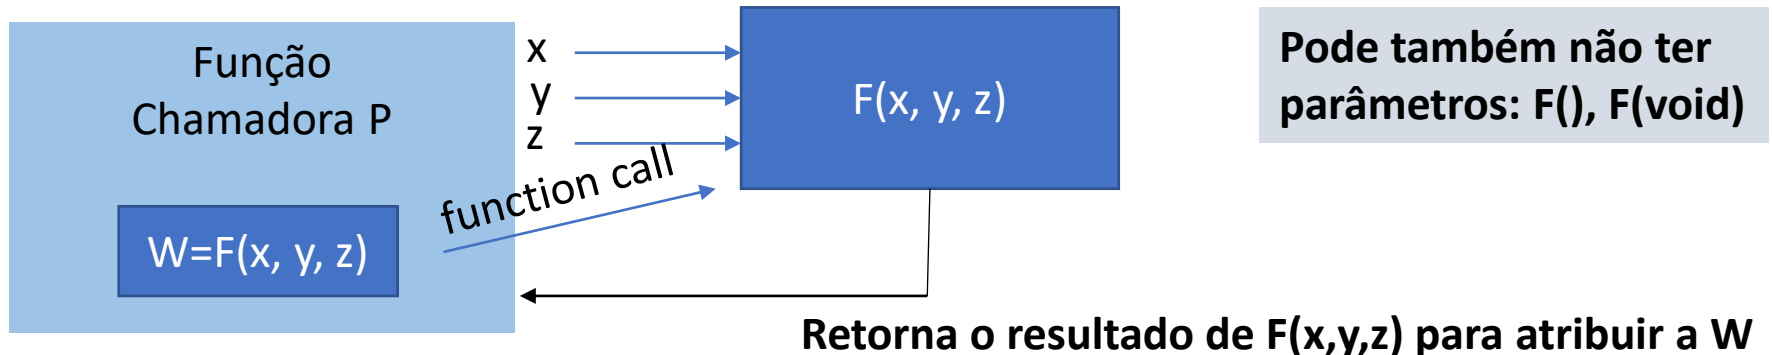 Função
Chamadora P
W=F(x, y, z)
x
y
z
function call
F(x, y, z)
Pode também não ter
parâmetros: F(), F(void)
Retorna o resultado de F(x,y,z) para atribuir a W